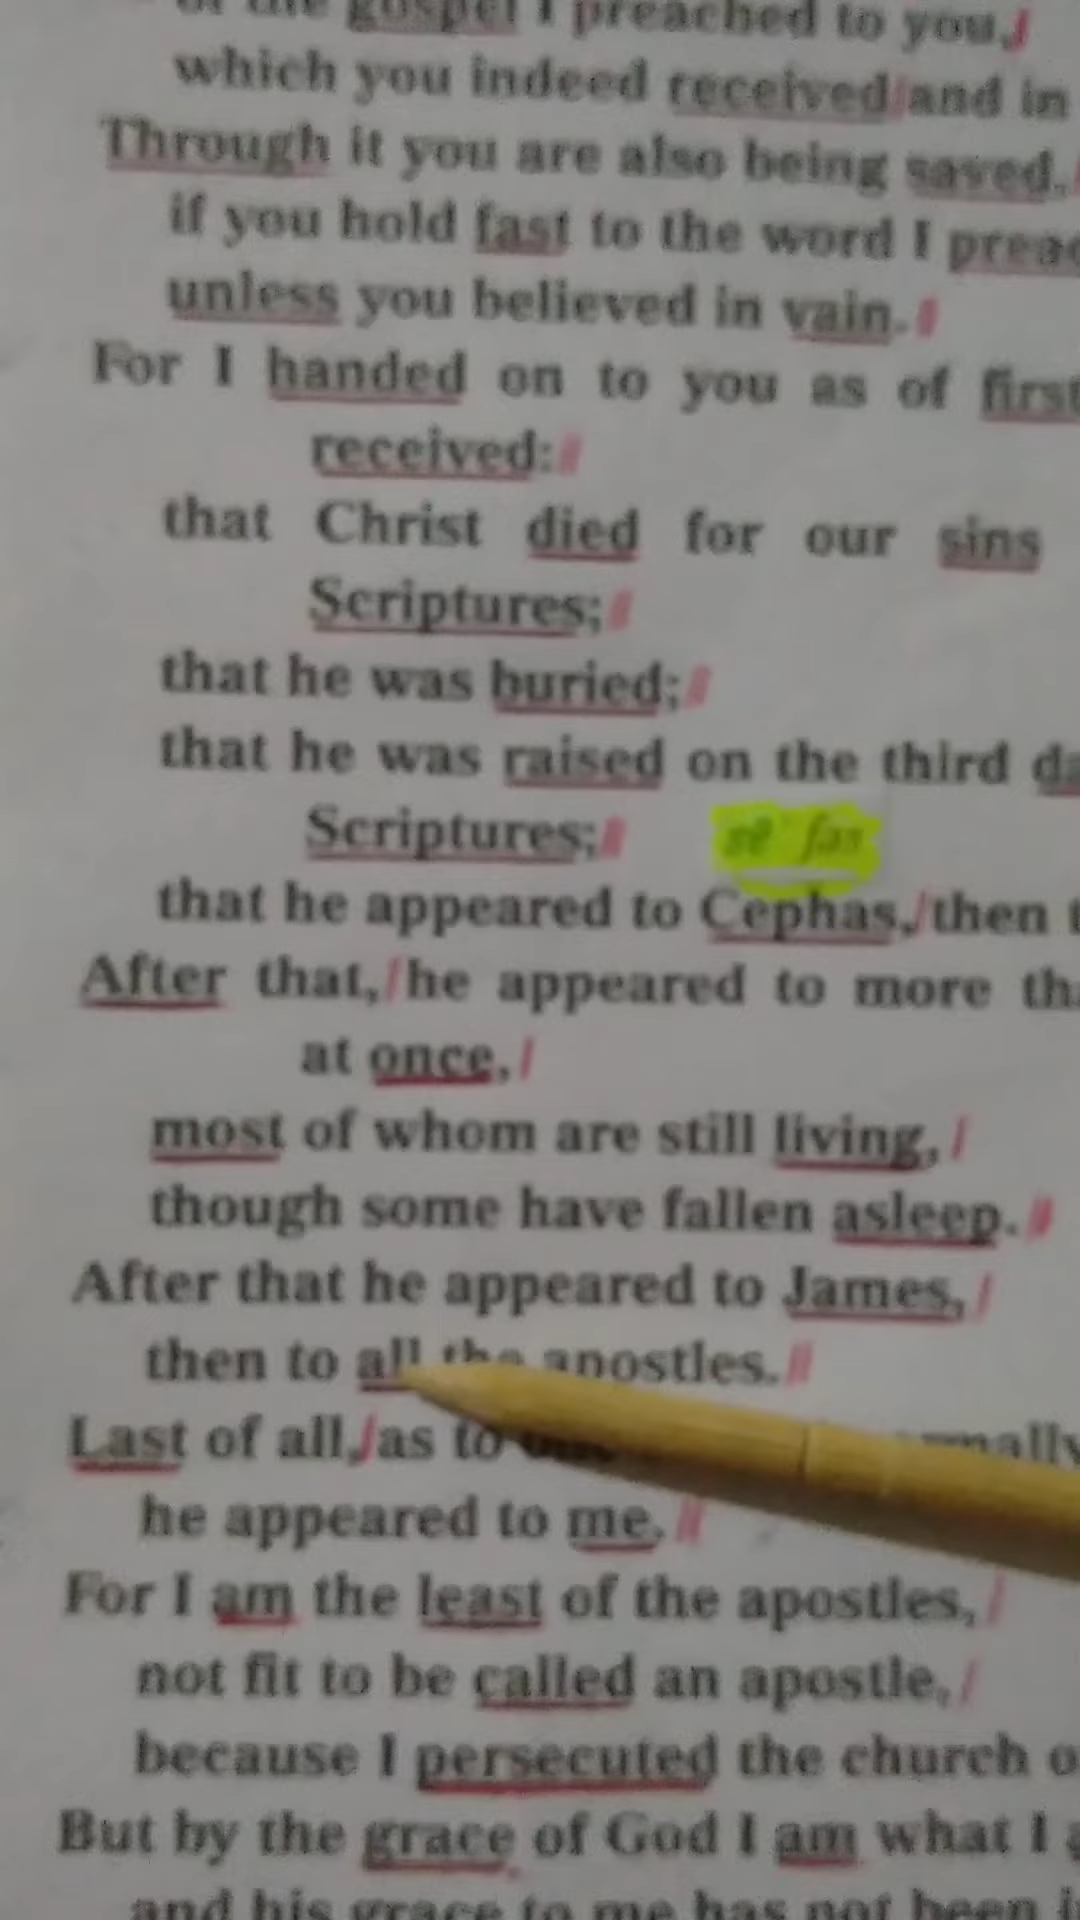 of the gospel I preached to you,
which you indeed received and in
Through it you are also being saved,
if you hold fast to the word I preac
unless you believed in vain.
For I handed on to you as of first
received:
that Christ died for our sins
Scriptures;
that he was buried;
that he was raised on the third da
Scriptures;
that he appeared to Cephas, then t
After that, he appeared to more tha
at once,
most of whom are still living,
though some have fallen asleep.
After that he appeared to James,
then to all the apostles.
Last of all, as to
he appeared to me.
For I am the least of the apostles,
not fit to be called an apostle,
because I persecuted the church o
But by the grace of God I am what I a
and his grace to me has not been i